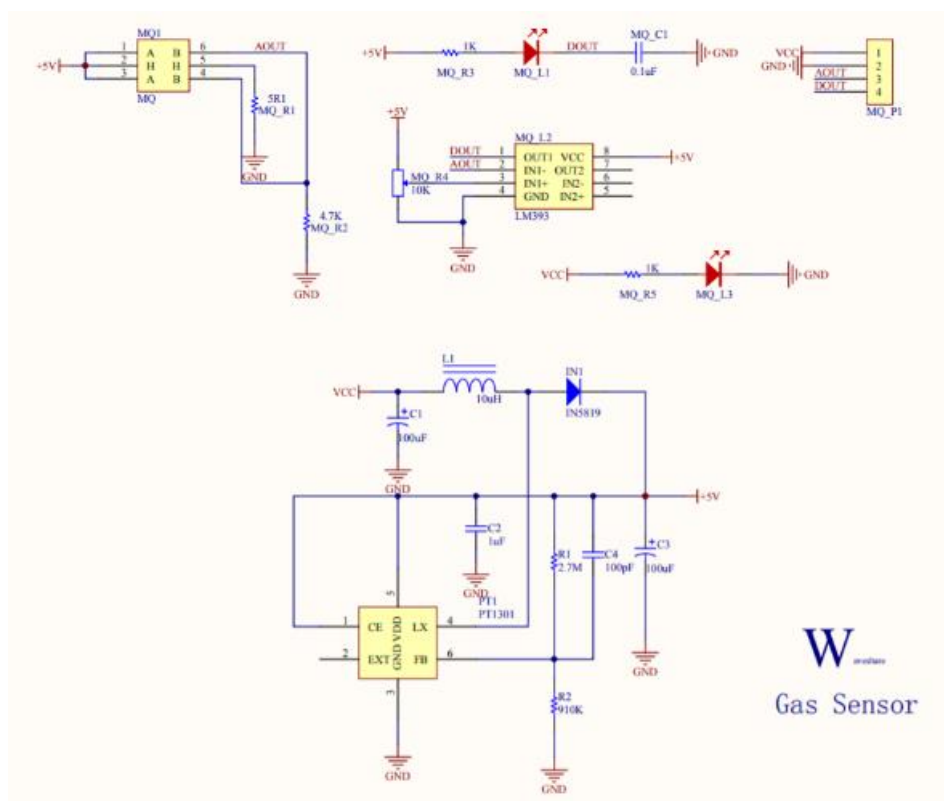 MQ1
1 A B 6 AOUT
+5V 2 H H 5
3 A B 4
MQ
5R1
MQ_R1
GND
4.7K
MQ_R2
GND
+5V 1K DOUT MQ_C1 GND
MQ_R3 MQ_L1 0.1uF
VCC 1
GND 2
AOUT 3
DOUT 4
MQ_P1
+5V
MQ_L2
DOUT 1 OUT1 VCC 8 +5V
AOUT 2 IN1- OUT2 7
MQ_R4 3 IN1+ IN2- 6
10K 4 GND IN2+ 5
LM393
GND
VCC 1K GND
MQ_R5 MQ_L3
L1 IN1
VCC 10uH IN5819
C1
100uF
GND
+5V
C2
1uF
GND
R1
2.7M
C4
100pF
C3
100uF
GND
PT1
PT1301
5
1 CE VDD LX 4
2 EXT GND FB 6
3
GND
R2
910K
GND
W
Gas Sensor